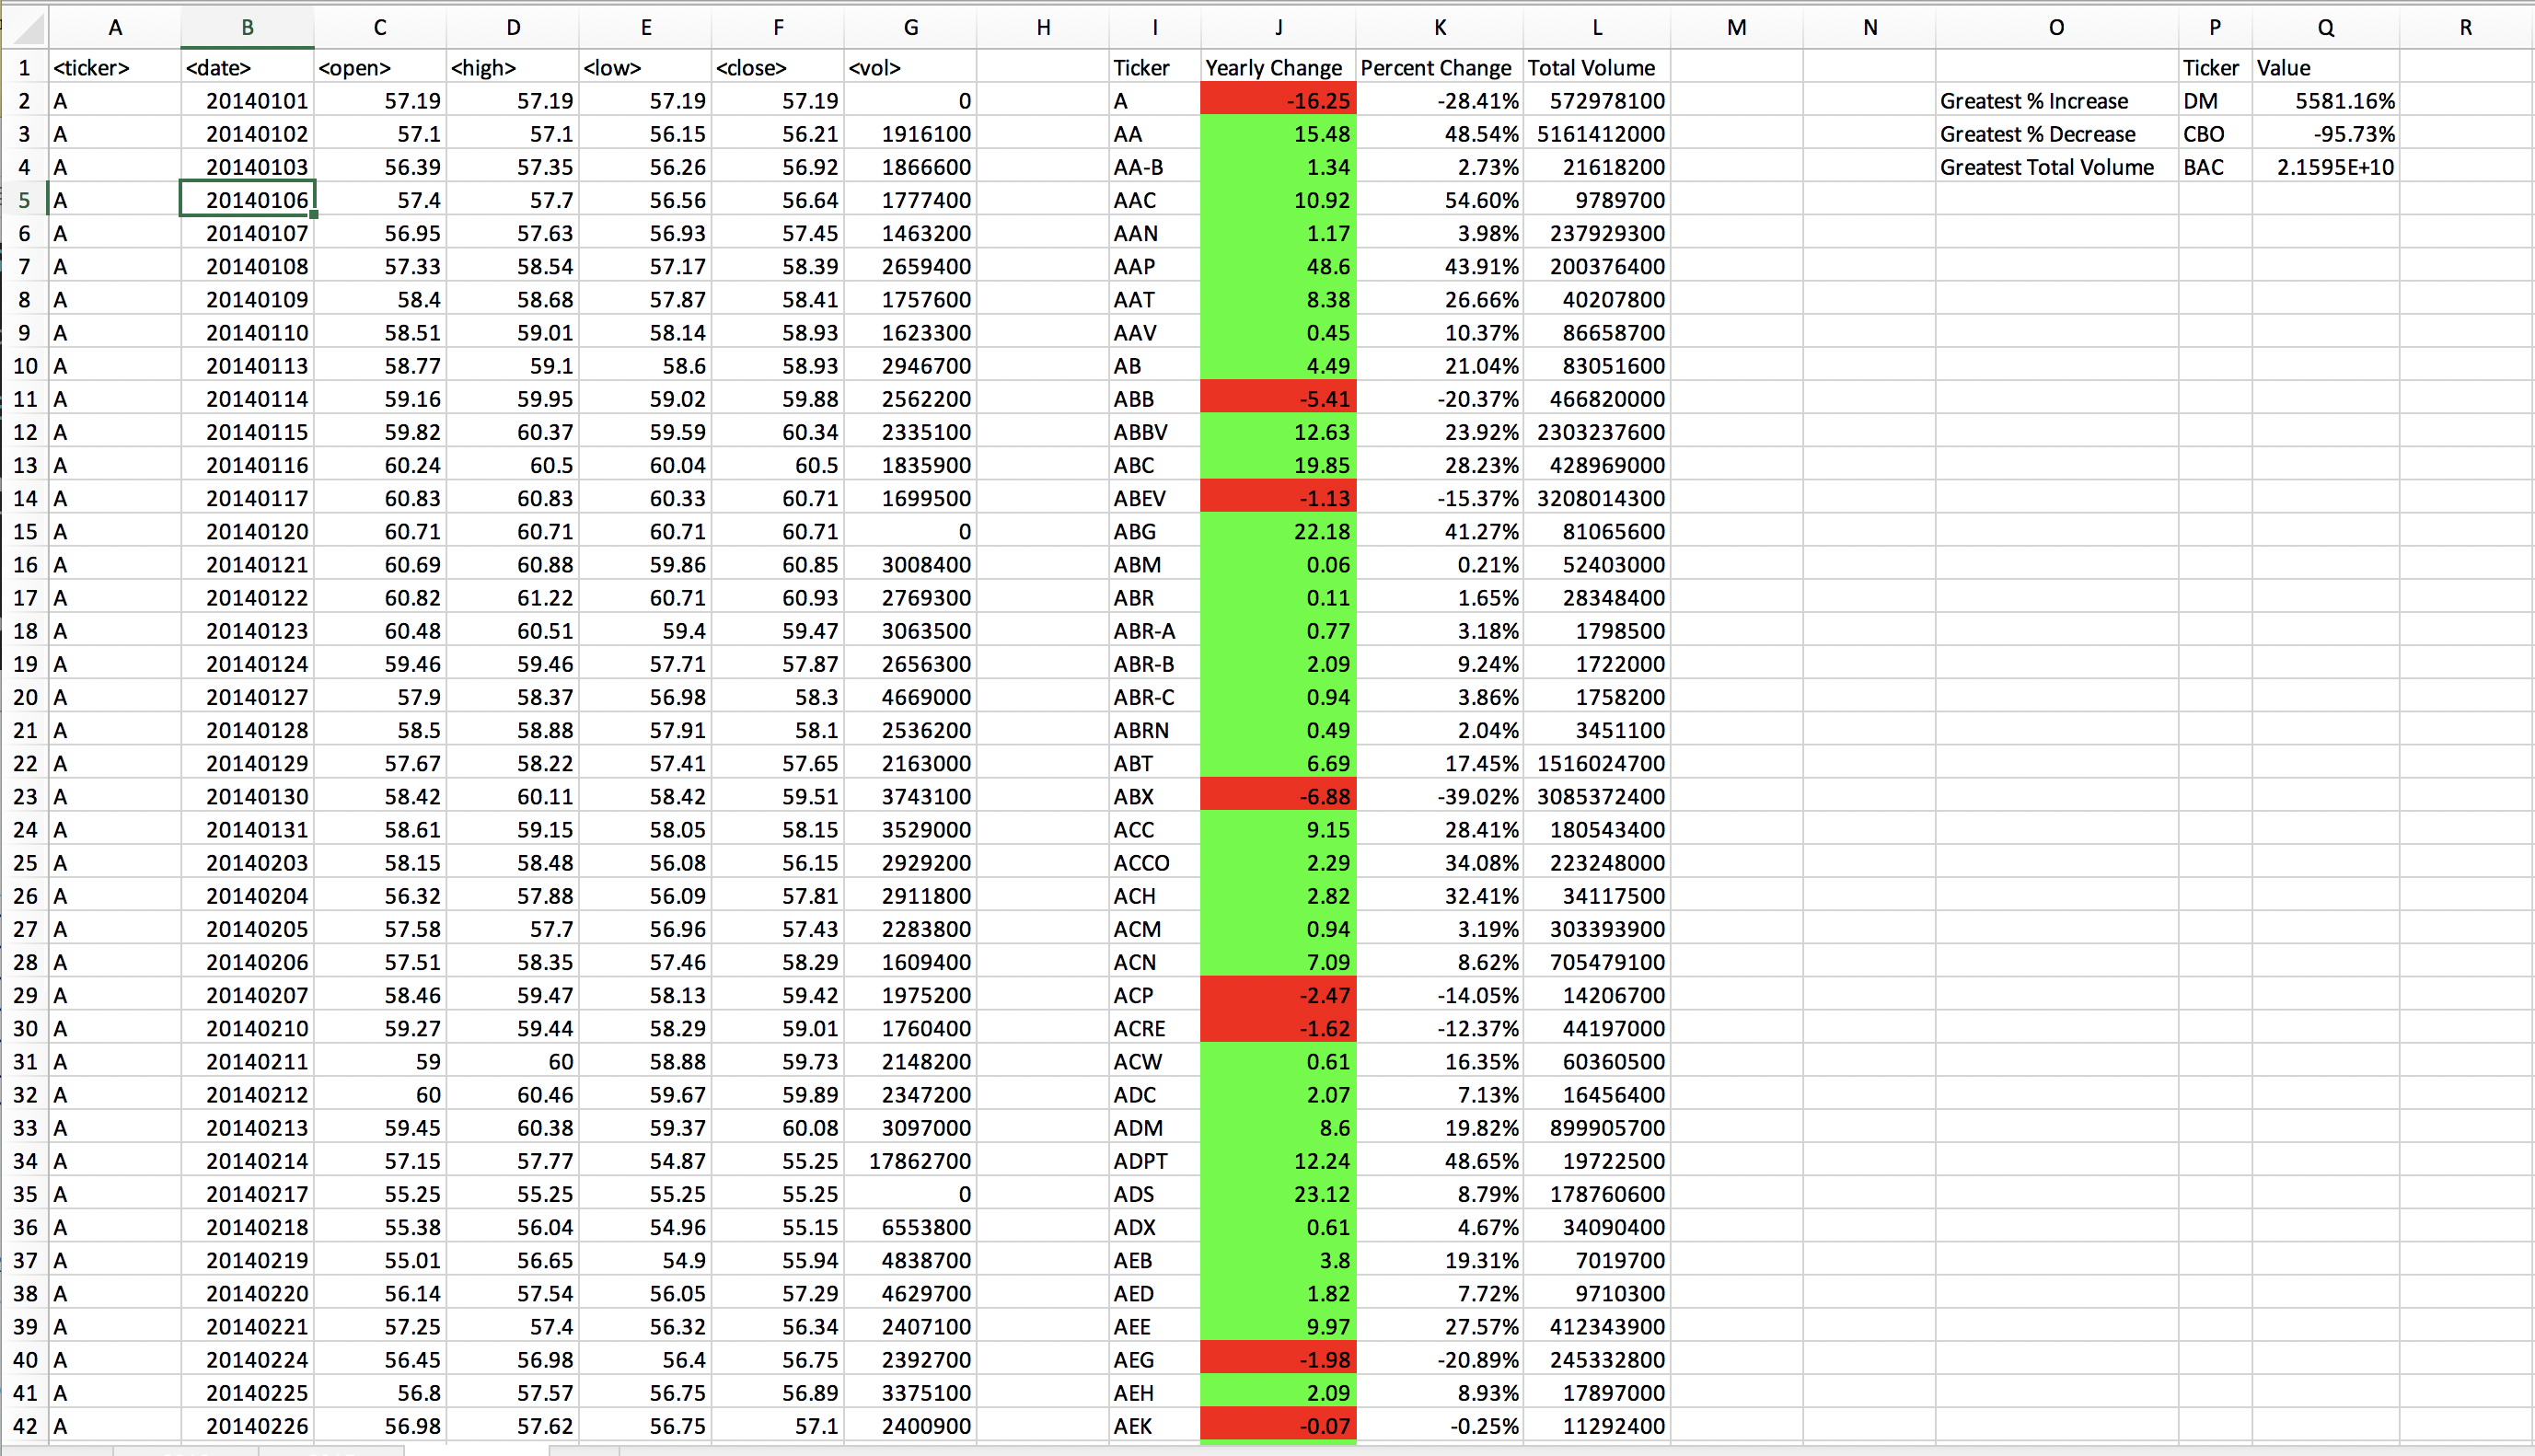 A B C D E F G H I J K L M N O P Q R
1 <ticker> <date> <open> <high> <low> <close> <vol> Ticker Yearly Change Percent Change Total Volume Ticker Value
2 A 20140101 57.19 57.19 57.19 57.19 0 A -16.25 -28.41% 572978100 Greatest % Increase DM 5581.16%
3 A 20140102 57.1 57.1 56.15 56.21 1916100 AA 15.48 48.54% 5161412000 Greatest % Decrease CBO -95.73%
4 A 20140103 56.39 57.35 56.26 56.92 1866600 AA-B 1.34 2.73% 21618200 Greatest Total Volume BAC 2.1595E+10
5 A 20140106 57.4 57.7 56.56 56.64 1777400 AAC 10.92 54.60% 9789700
6 A 20140107 56.95 57.63 56.93 57.45 1463200 AAN 1.17 3.98% 237929300
7 A 20140108 57.33 58.54 57.17 58.39 2659400 AAP 48.6 43.91% 200376400
8 A 20140109 58.4 58.68 57.87 58.41 1757600 AAT 8.38 26.66% 40207800
9 A 20140110 58.51 59.01 58.14 58.93 1623300 AAV 0.45 10.37% 86658700
10 A 20140113 58.77 59.1 58.6 58.93 2946700 AB 4.49 21.04% 83051600
11 A 20140114 59.16 59.95 59.02 59.88 2562200 ABB -5.41 -20.37% 466820000
12 A 20140115 59.82 60.37 59.59 60.34 2335100 ABBV 12.63 23.92% 2303237600
13 A 20140116 60.24 60.5 60.04 60.5 1835900 ABC 19.85 28.23% 428969000
14 A 20140117 60.83 60.83 60.33 60.71 1699500 ABEV -1.13 -15.37% 3208014300
15 A 20140120 60.71 60.71 60.71 60.71 0 ABG 22.18 41.27% 81065600
16 A 20140121 60.69 60.88 59.86 60.85 3008400 ABM 0.06 0.21% 52403000
17 A 20140122 60.82 61.22 60.71 60.93 2769300 ABR 0.11 1.65% 28348400
18 A 20140123 60.48 60.51 59.4 59.47 3063500 ABR-A 0.77 3.18% 1798500
19 A 20140124 59.46 59.46 57.71 57.87 2656300 ABR-B 2.09 9.24% 1722000
20 A 20140127 57.9 58.37 56.98 58.3 4669000 ABR-C 0.94 3.86% 1758200
21 A 20140128 58.5 58.88 57.91 58.1 2536200 ABRN 0.49 2.04% 3451100
22 A 20140129 57.67 58.22 57.41 57.65 2163000 ABT 6.69 17.45% 1516024700
23 A 20140130 58.42 60.11 58.42 59.51 3743100 ABX -6.88 -39.02% 3085372400
24 A 20140131 58.61 59.15 58.05 58.15 3529000 ACC 9.15 28.41% 180543400
25 A 20140203 58.15 58.48 56.08 56.15 2929200 ACCO 2.29 34.08% 223248000
26 A 20140204 56.32 57.88 56.09 57.81 2911800 ACH 2.82 32.41% 34117500
27 A 20140205 57.58 57.7 56.96 57.43 2283800 ACM 0.94 3.19% 303393900
28 A 20140206 57.51 58.35 57.46 58.29 1609400 ACN 7.09 8.62% 705479100
29 A 20140207 58.46 59.47 58.13 59.42 1975200 ACP -2.47 -14.05% 14206700
30 A 20140210 59.27 59.44 58.29 59.01 1760400 ACRE -1.62 -12.37% 44197000
31 A 20140211 59 60 58.88 59.73 2148200 ACW 0.61 16.35% 60360500
32 A 20140212 60 60.46 59.67 59.89 2347200 ADC 2.07 7.13% 16456400
33 A 20140213 59.45 60.38 59.37 60.08 3097000 ADM 8.6 19.82% 899905700
34 A 20140214 57.15 57.77 54.87 55.25 17862700 ADPT 12.24 48.65% 19722500
35 A 20140217 55.25 55.25 55.25 55.25 0 ADS 23.12 8.79% 178760600
36 A 20140218 55.38 56.04 54.96 55.15 6553800 ADX 0.61 4.67% 34090400
37 A 20140219 55.01 56.65 54.9 55.94 4838700 AEB 3.8 19.31% 7019700
38 A 20140220 56.14 57.54 56.05 57.29 4629700 AED 1.82 7.72% 9710300
39 A 20140221 57.25 57.4 56.32 56.34 2407100 AEE 9.97 27.57% 412343900
40 A 20140224 56.45 56.98 56.4 56.75 2392700 AEG -1.98 -20.89% 245332800
41 A 20140225 56.8 57.57 56.75 56.89 3375100 AEH 2.09 8.93% 17897000
42 A 20140226 56.98 57.62 56.75 57.1 2400900 AEK -0.07 -0.25% 11292400